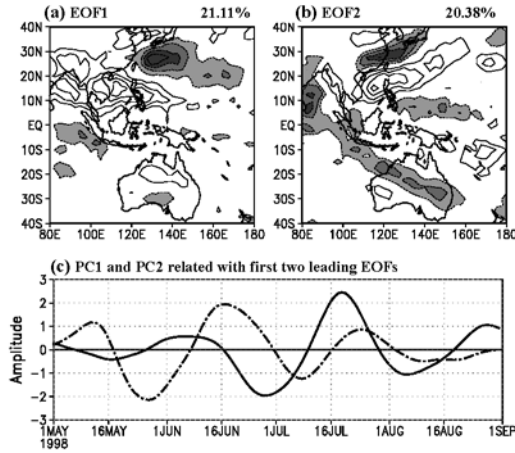 (a) EOF1 21.11% (b) EOF2 20.38%
40N 40N
30N 30N
20N 20N
10N 10N
EQ EQ
10S 10S
20S 20S
30S 30S
40S 40S
80E 100E 120E 140E 160E 180 80E 100E 120E 140E 160E 180
(c) PC1 and PC2 related with first two leading EOFs
Amplitude
3
2
1
0
-1
-2
-3
1MAY 16MAY 1JUN 16JUN 1JUL 16JUL 1AUG 16AUG 1SEP
1998